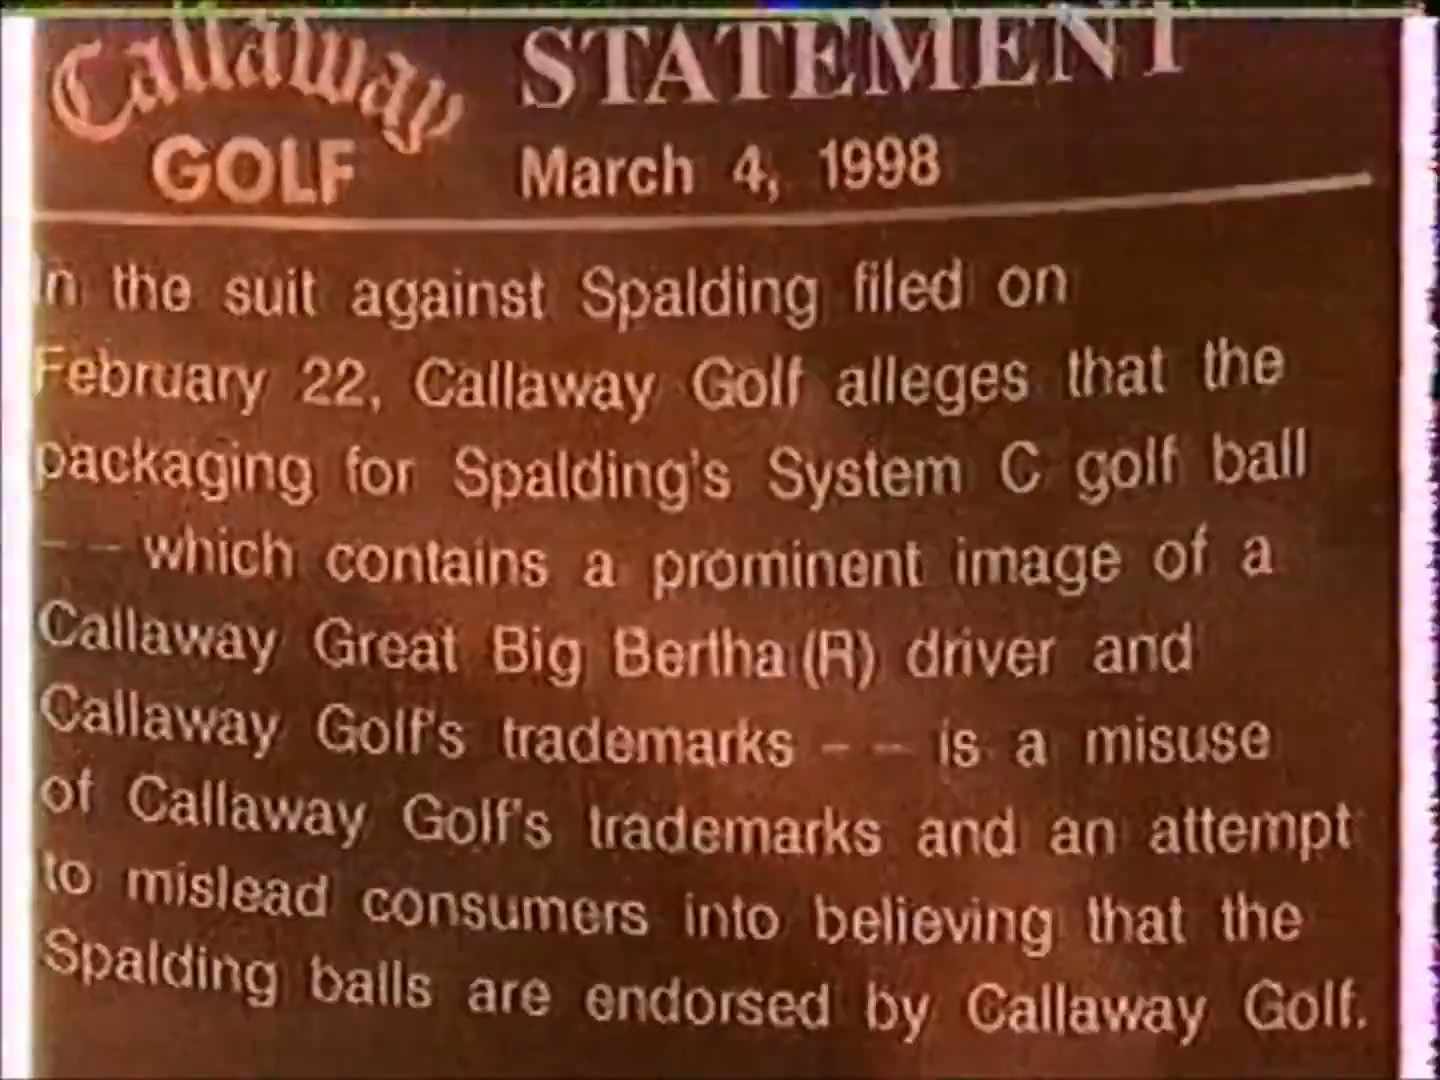 Callaway GOLF
STATEMENT
March 4, 1998
In the suit against Spalding filed on
February 22, Callaway Golf alleges that the
packaging for Spalding's System C golf ball
-- which contains a prominent image of a
Callaway Great Big Bertha (R) driver and
Callaway Golf's trademarks -- is a misuse
of Callaway Golf's trademarks and an attempt
to mislead consumers into believing that the
Spalding balls are endorsed by Callaway Golf.